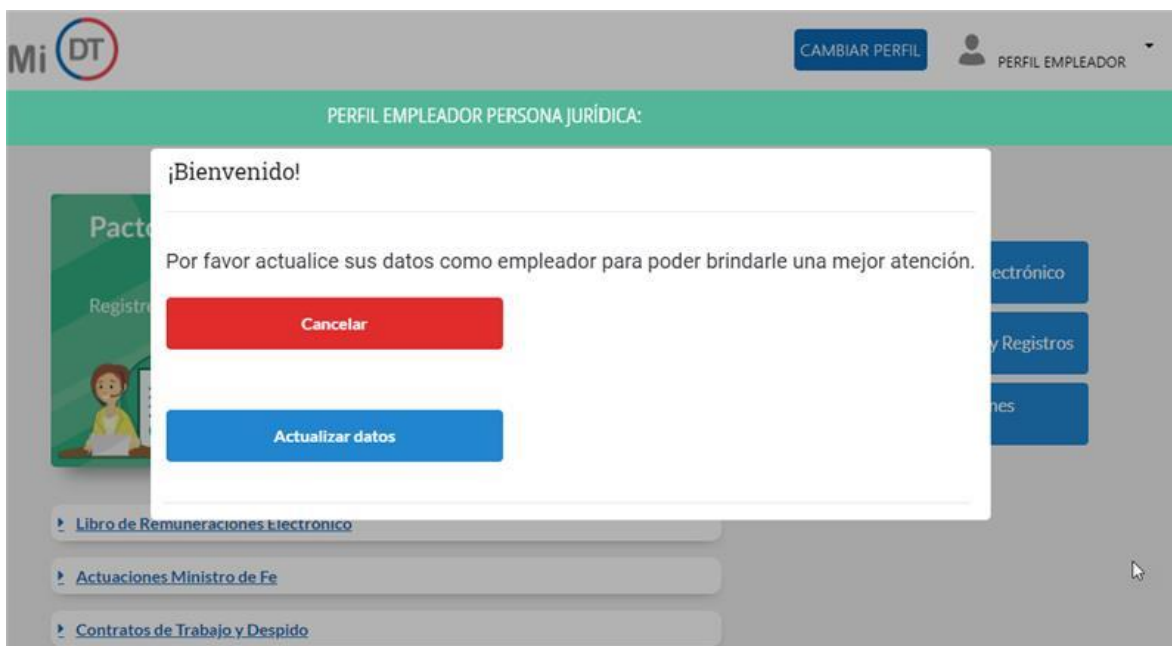 Mi DT
CAMBIAR PERFIL
PERFIL EMPLEADOR
PERFIL EMPLEADOR PERSONA JURÍDICA:
¡Bienvenido!
Por favor actualice sus datos como empleador para poder brindarle una mejor atención.
Cancelar
Actualizar datos
Pacto
Registre
ectrónico
y Registros
nes
Libro de Remuneraciones Electrónico
Actuaciones Ministro de Fe
Contratos de Trabajo y Despido